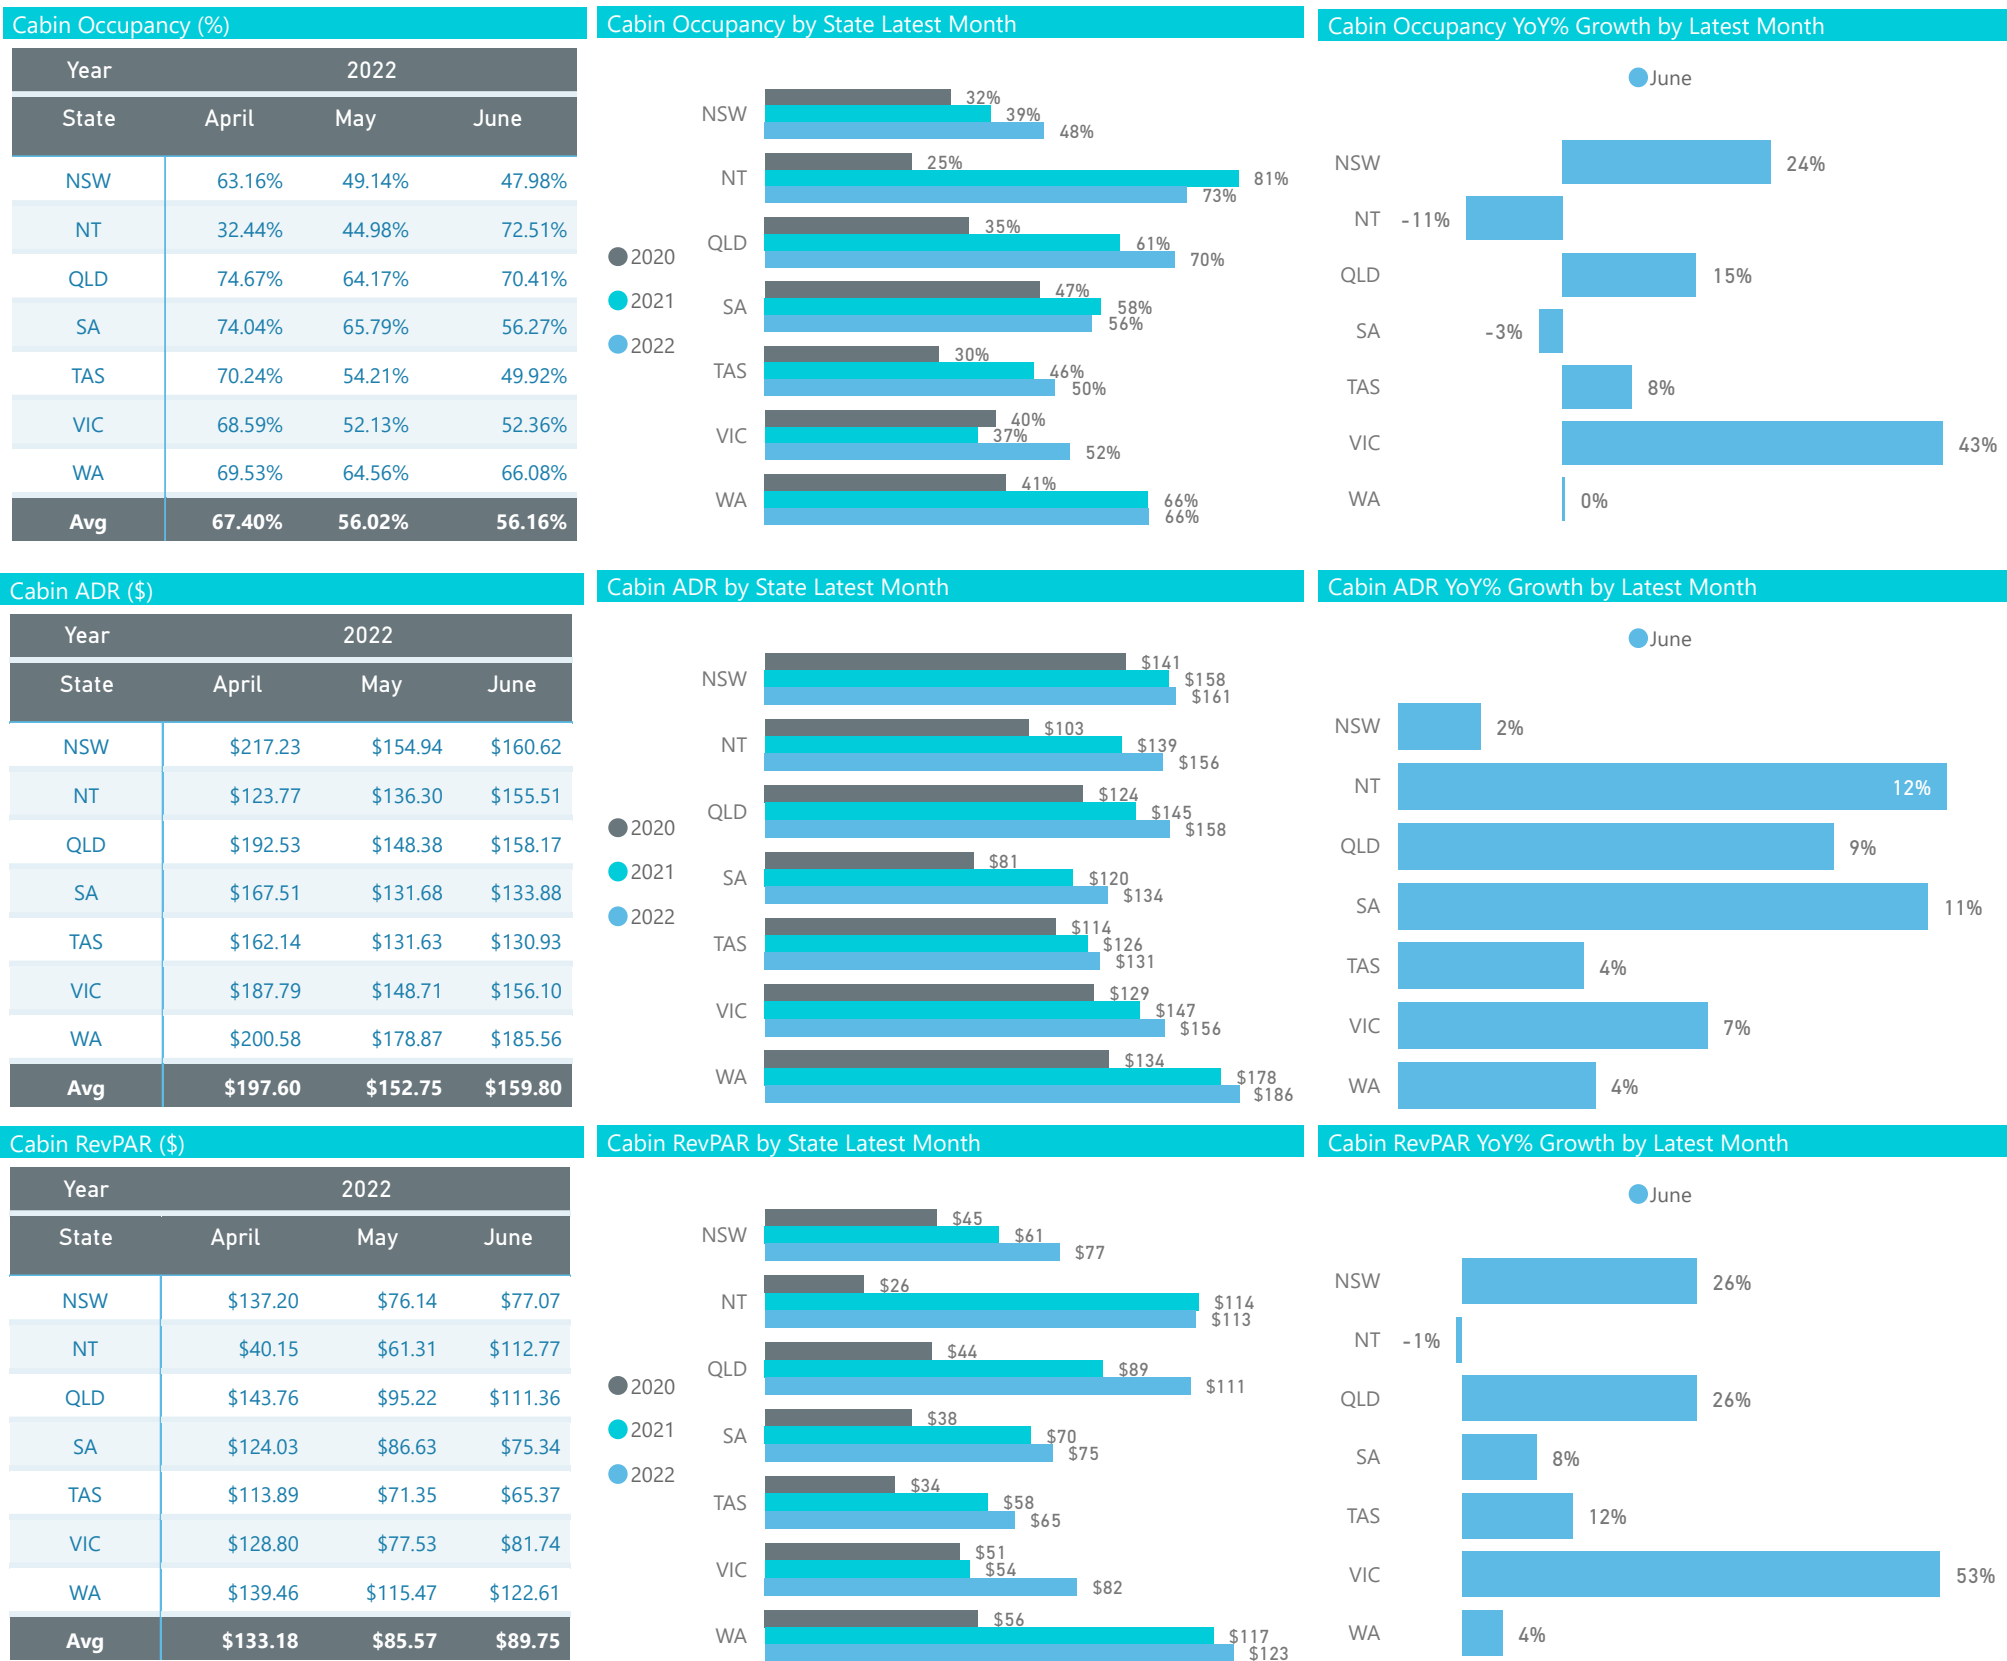 Cabin Occupancy (%)
Year 2022
State April May June
NSW 63.16% 49.14% 47.98%
NT 32.44% 44.98% 72.51%
QLD 74.67% 64.17% 70.41%
SA 74.04% 65.79% 56.27%
TAS 70.24% 54.21% 49.92%
VIC 68.59% 52.13% 52.36%
WA 69.53% 64.56% 66.08%
Avg 67.40% 56.02% 56.16%
Cabin Occupancy by State Latest Month
2020
2021
2022
NSW 32% 39% 48%
NT 25% 81% 73%
QLD 35% 61% 70%
SA 47% 58% 56%
TAS 30% 46% 50%
VIC 40% 37% 52%
WA 41% 66% 66%
Cabin Occupancy YoY% Growth by Latest Month
June
NSW 24%
NT -11%
QLD 15%
SA -3%
TAS 8%
VIC 43%
WA 0%
Cabin ADR ($)
Year 2022
State April May June
NSW $217.23 $154.94 $160.62
NT $123.77 $136.30 $155.51
QLD $192.53 $148.38 $158.17
SA $167.51 $131.68 $133.88
TAS $162.14 $131.63 $130.93
VIC $187.79 $148.71 $156.10
WA $200.58 $178.87 $185.56
Avg $197.60 $152.75 $159.80
Cabin ADR by State Latest Month
2020
2021
2022
NSW $141 $158 $161
NT $103 $139 $156
QLD $124 $145 $158
SA $81 $120 $134
TAS $114 $126 $131
VIC $129 $147 $156
WA $134 $178 $186
Cabin ADR YoY% Growth by Latest Month
June
NSW 2%
NT 12%
QLD 9%
SA 11%
TAS 4%
VIC 7%
WA 4%
Cabin RevPAR ($)
Year 2022
State April May June
NSW $137.20 $76.14 $77.07
NT $40.15 $61.31 $112.77
QLD $143.76 $95.22 $111.36
SA $124.03 $86.63 $75.34
TAS $113.89 $71.35 $65.37
VIC $128.80 $77.53 $81.74
WA $139.46 $115.47 $122.61
Avg $133.18 $85.57 $89.75
Cabin RevPAR by State Latest Month
2020
2021
2022
NSW $45 $61 $77
NT $26 $114 $113
QLD $44 $89 $111
SA $38 $70 $75
TAS $34 $58 $65
VIC $51 $54 $82
WA $56 $117 $123
Cabin RevPAR YoY% Growth by Latest Month
June
NSW 26%
NT -1%
QLD 26%
SA 8%
TAS 12%
VIC 53%
WA 4%